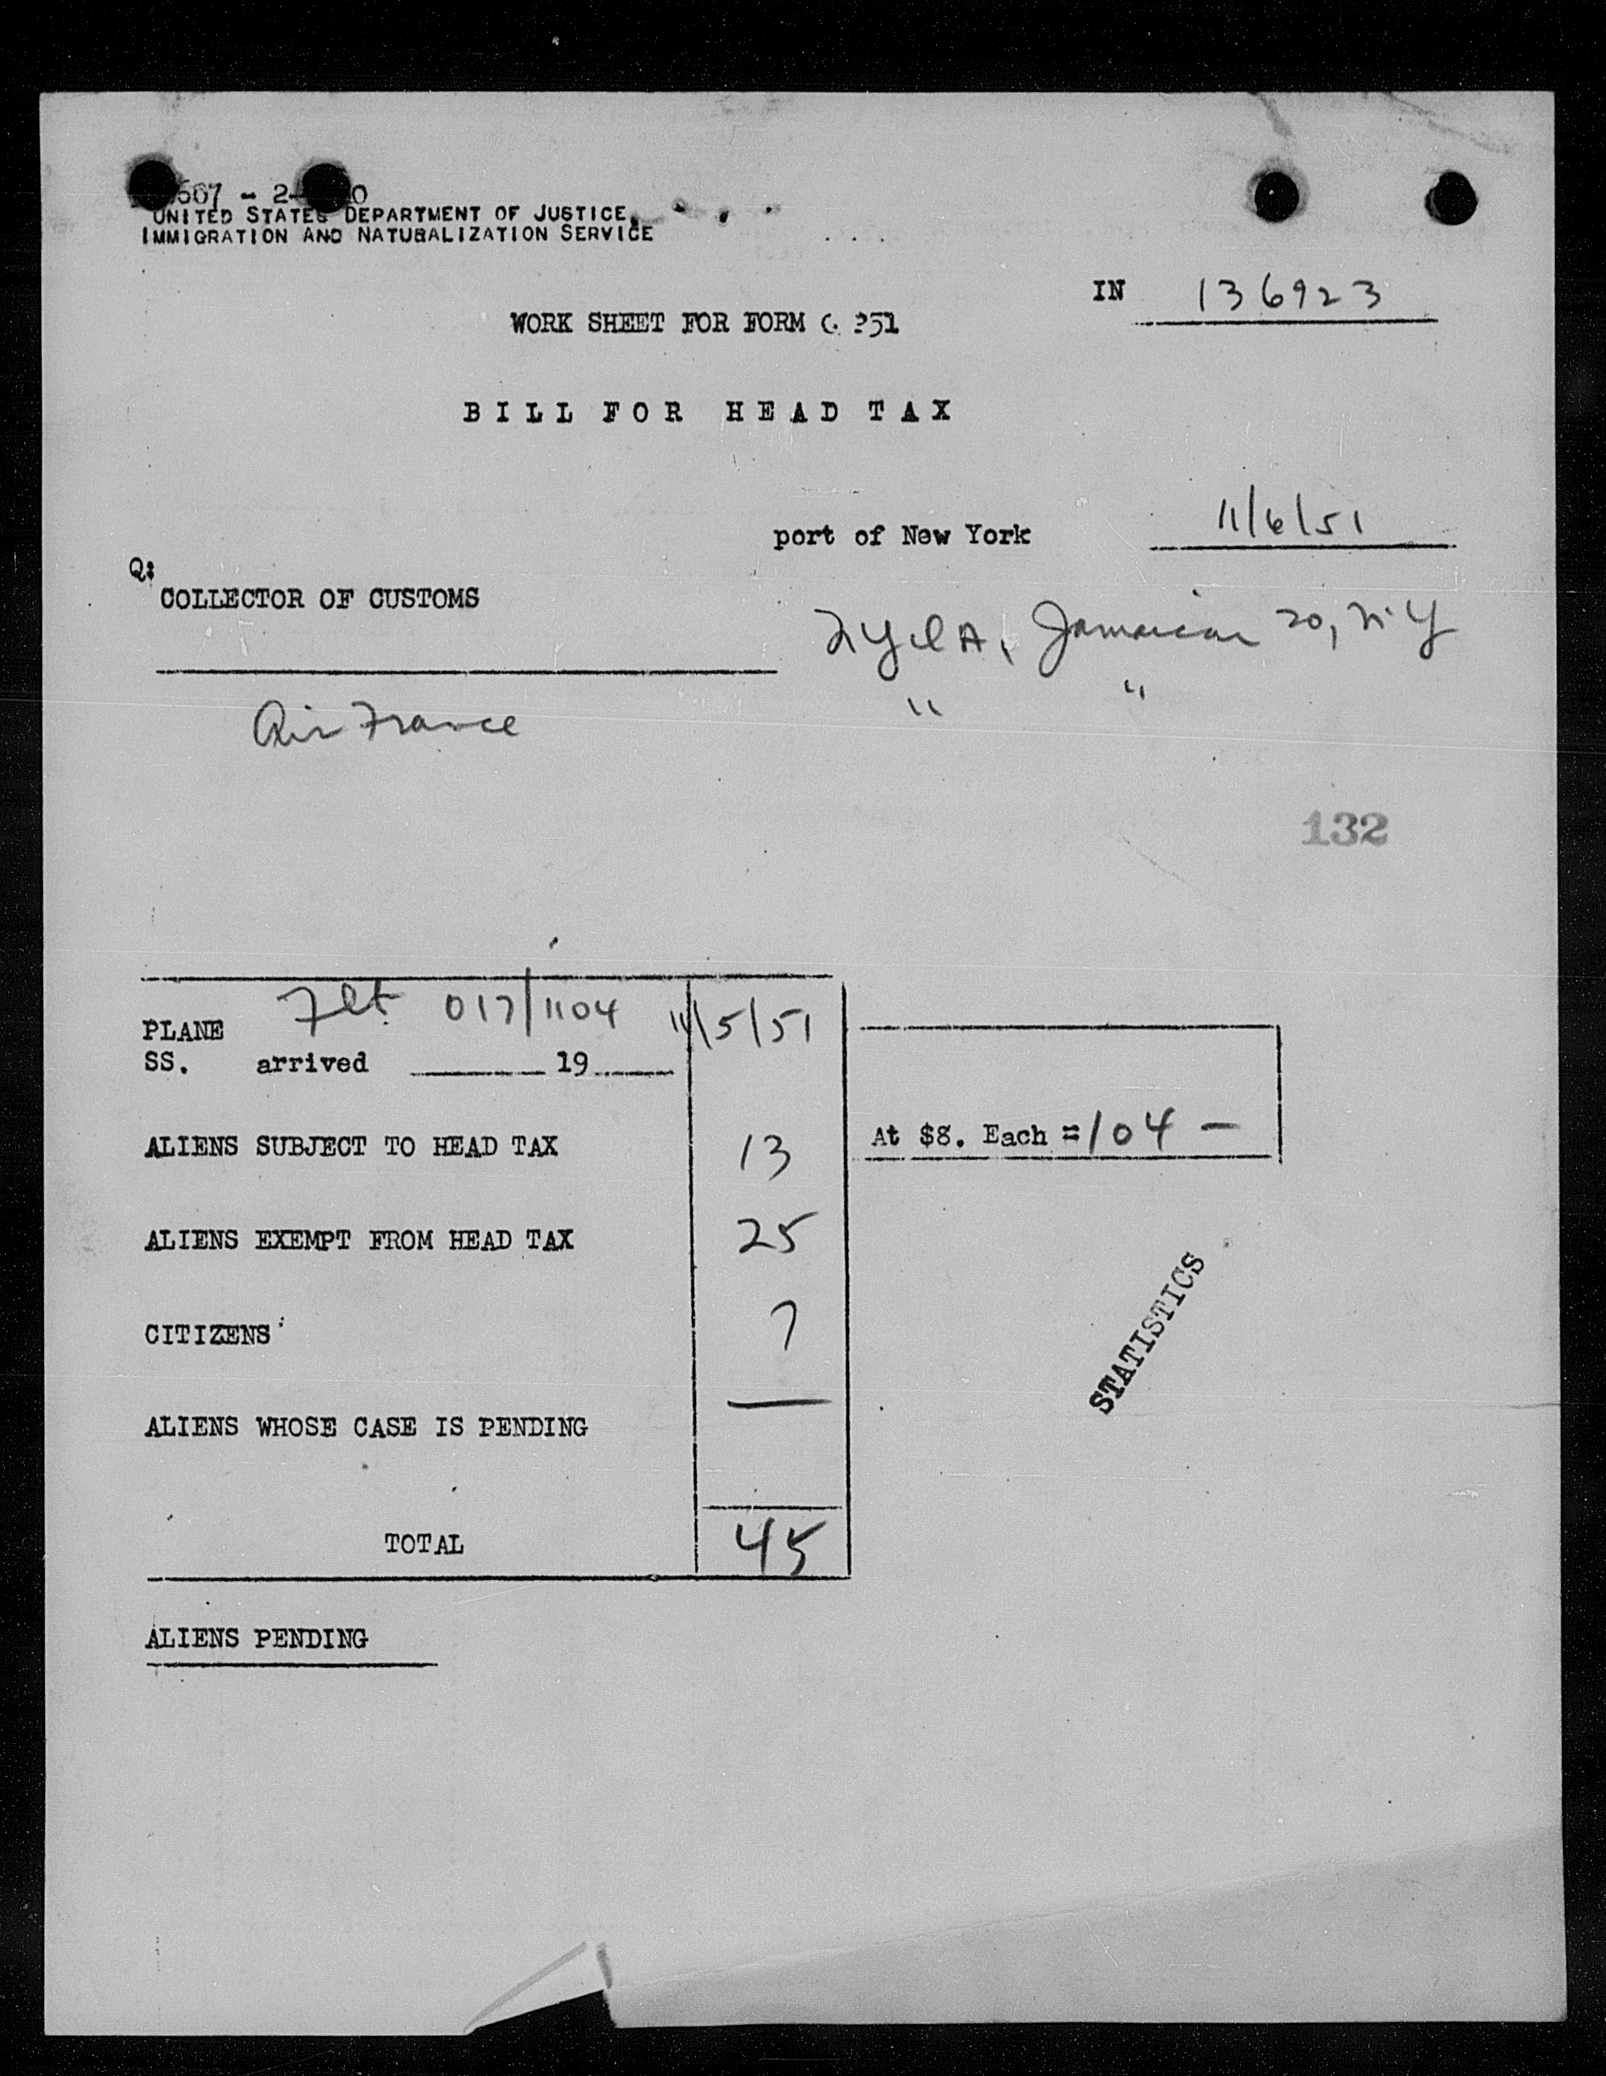 567 - 2- 0
UNITED STATES DEPARTMENT OF JUSTICE
IMMIGRATION AND NATURALIZATION SERVICE
IN 136923
WORK SHEET FOR FORM 251
BILL FOR HEAD TAX
port of New York 11/6/51
Q:
COLLECTOR OF CUSTOMS
NYIA, Jamaica 20, N.Y
Air France " "
132
PLANE Flt 017/1104 11/5/51
SS. arrived 19
ALIENS SUBJECT TO HEAD TAX 13 At $8. Each = 104 —
ALIENS EXEMPT FROM HEAD TAX 25
CITIZENS 7
STATISTICS
ALIENS WHOSE CASE IS PENDING —
TOTAL 45
ALIENS PENDING